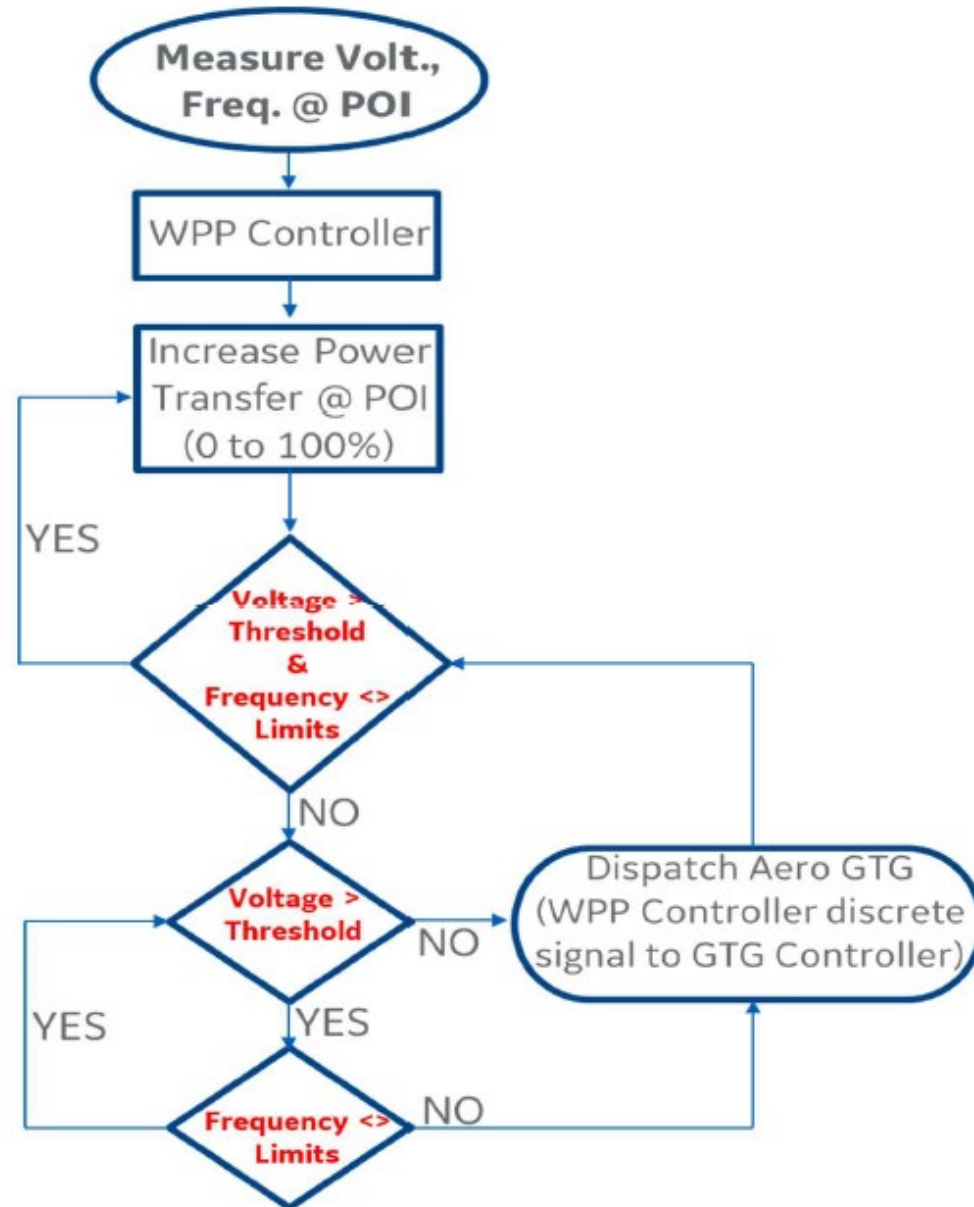 Measure Volt.,
Freq. @ POI
WPP Controller
Increase Power
Transfer @ POI
(0 to 100%)
YES
Voltage >
Threshold
&
Frequency <>
Limits
NO
Voltage >
Threshold
NO
Dispatch Aero GTG
(WPP Controller discrete
signal to GTG Controller)
YES
YES
Frequency <>
Limits
NO